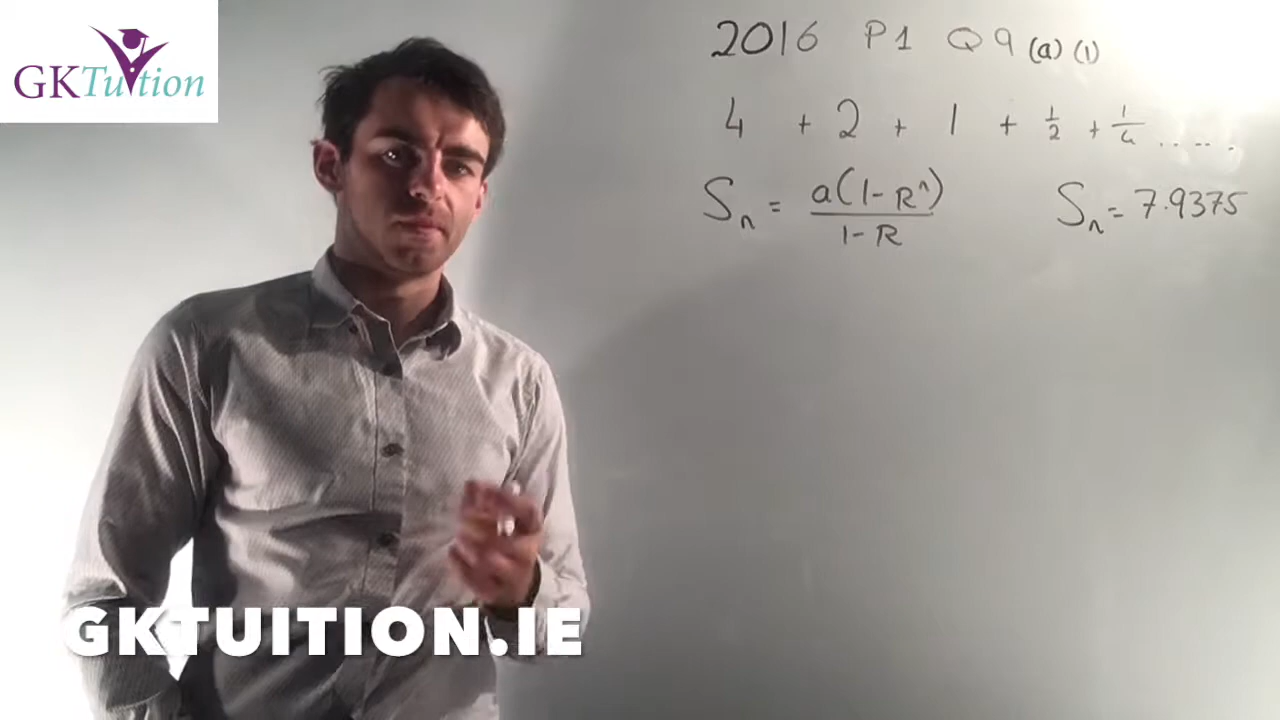 GKTuition
2016 P1 Q9 (a) (1)
4 + 2 + 1 + 1/2 + 1/4 .....
Sn = a(1-R^n) / 1-R
Sn = 7.9375
GKTUITION.IE